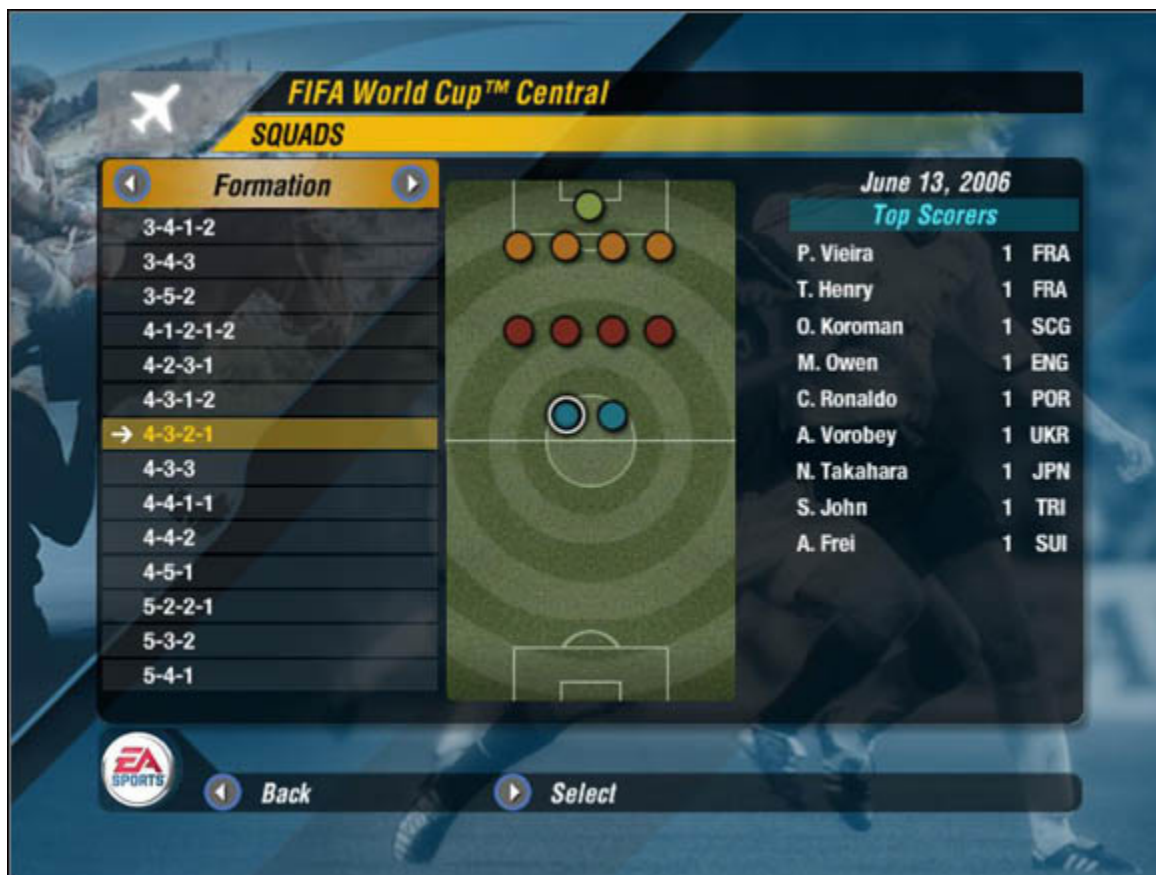 FIFA World Cup™ Central
SQUADS
Formation
3-4-1-2
3-4-3
3-5-2
4-1-2-1-2
4-2-3-1
4-3-1-2
4-3-2-1
4-3-3
4-4-1-1
4-4-2
4-5-1
5-2-2-1
5-3-2
5-4-1
June 13, 2006
Top Scorers
P. Vieira 1 FRA
T. Henry 1 FRA
O. Koroman 1 SCG
M. Owen 1 ENG
C. Ronaldo 1 POR
A. Vorobey 1 UKR
N. Takahara 1 JPN
S. John 1 TRI
A. Frei 1 SUI
EA
SPORTS
Back
Select